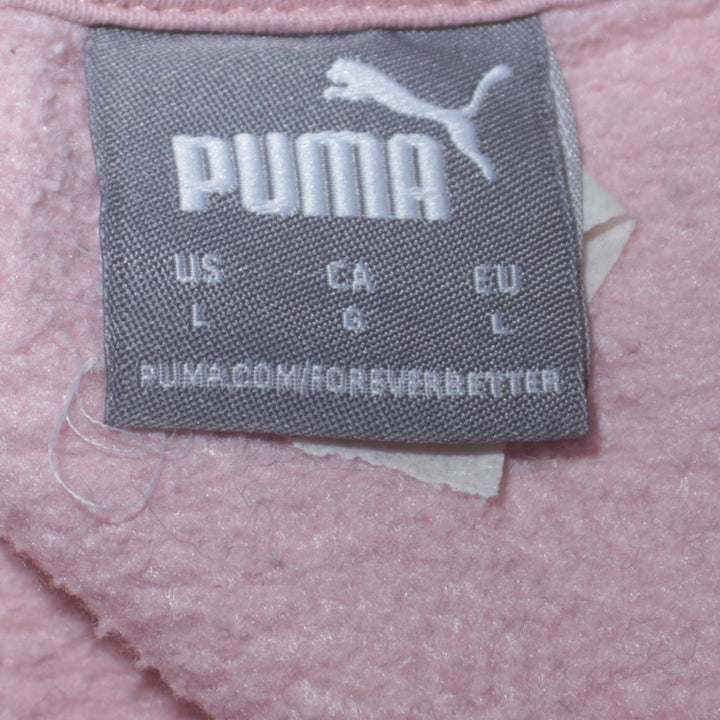 PUMA
US CA EU
L G L
PUMA.COM/FOREVERBETTER